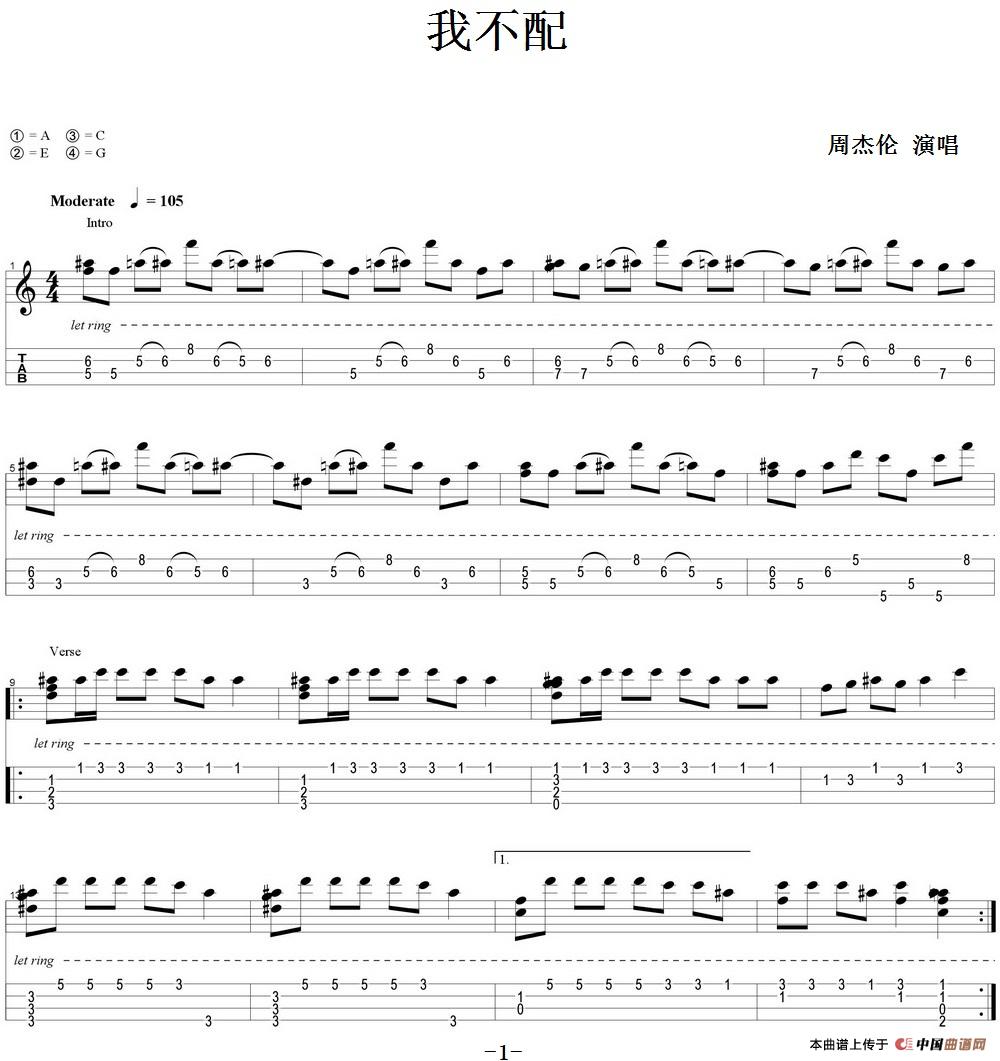 我不配
① = A ③ = C
② = E ④ = G
周杰伦 演唱
Moderate ♩ = 105
Intro
1
4
4
let ring
T
A
B
6 5 5 5 6 8 6 5 6 5 5 6 8 6 5 6 6 7 7 5 6 8 6 5 6 7 5 6 8 6 7 6
5
let ring
6 3 3 5 6 8 6 5 6 3 5 6 8 6 3 6 5 5 5 5 6 8 6 5 5 6 5 5 6 5 5 5 5 8
Verse
9
let ring
1 2 3 1 3 3 3 3 1 1 1 2 3 1 3 3 3 3 1 1 1 3 2 0 1 3 3 3 3 1 1 1 1 3 1 3 1 3
1.
13
let ring
3 3 3 5 5 5 5 3 3 3 3 3 5 5 5 5 3 3 1 0 5 5 5 5 3 3 1 3 1 3 3 1 3 1 1 1 0 2
-1-
本曲谱上传于 中国曲谱网